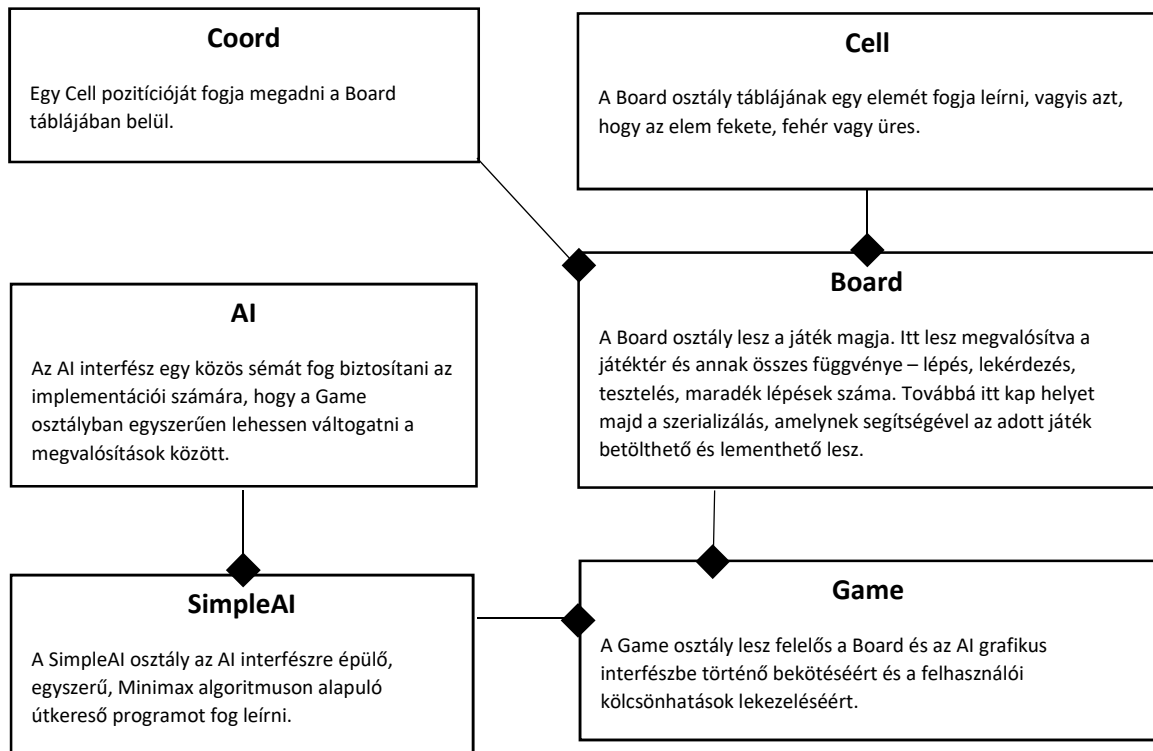 Coord
Egy Cell pozitícióját fogja megadni a Board
táblájában belül.
Cell
A Board osztály táblájának egy elemét fogja leírni, vagyis azt,
hogy az elem fekete, fehér vagy üres.
AI
Az AI interfész egy közös sémát fog biztosítani az
implementációi számára, hogy a Game
osztályban egyszerűen lehessen váltogatni a
megvalósítások között.
Board
A Board osztály lesz a játék magja. Itt lesz megvalósítva a
játéktér és annak összes függvénye – lépés, lekérdezés,
tesztelés, maradék lépések száma. Továbbá itt kap helyet
majd a szerializálás, amelynek segítségével az adott játék
betölthető és lementhető lesz.
SimpleAI
A SimpleAI osztály az AI interfészre épülő,
egyszerű, Minimax algoritmuson alapuló
útkereső programot fog leírni.
Game
A Game osztály lesz felelős a Board és az AI grafikus
interfészbe történő bekötéséért és a felhasználói
kölcsönhatások lekezeléséért.